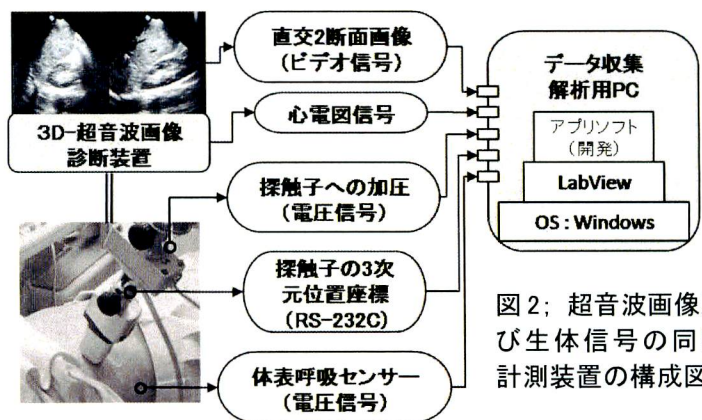 直交2断面画像
(ビデオ信号)
心電図信号
3D-超音波画像
診断装置
探触子への加圧
(電圧信号)
探触子の3次
元位置座標
(RS-232C)
体表呼吸センサー
(電圧信号)
データ収集
解析用PC
アプリソフト
(開発)
LabView
OS : Windows
図2; 超音波画像
び生体信号の同
計測装置の構成図